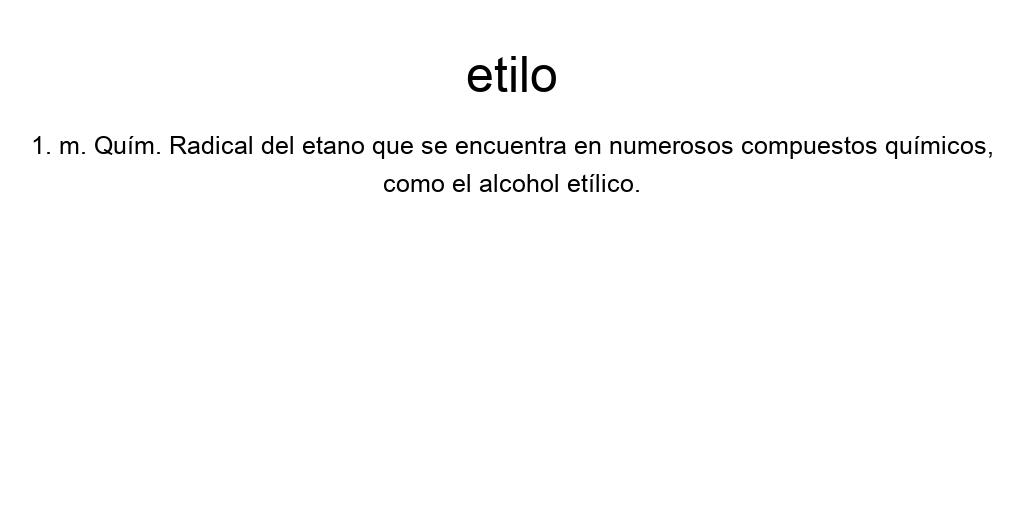 etilo
1. m. Quím. Radical del etano que se encuentra en numerosos compuestos químicos,
como el alcohol etílico.